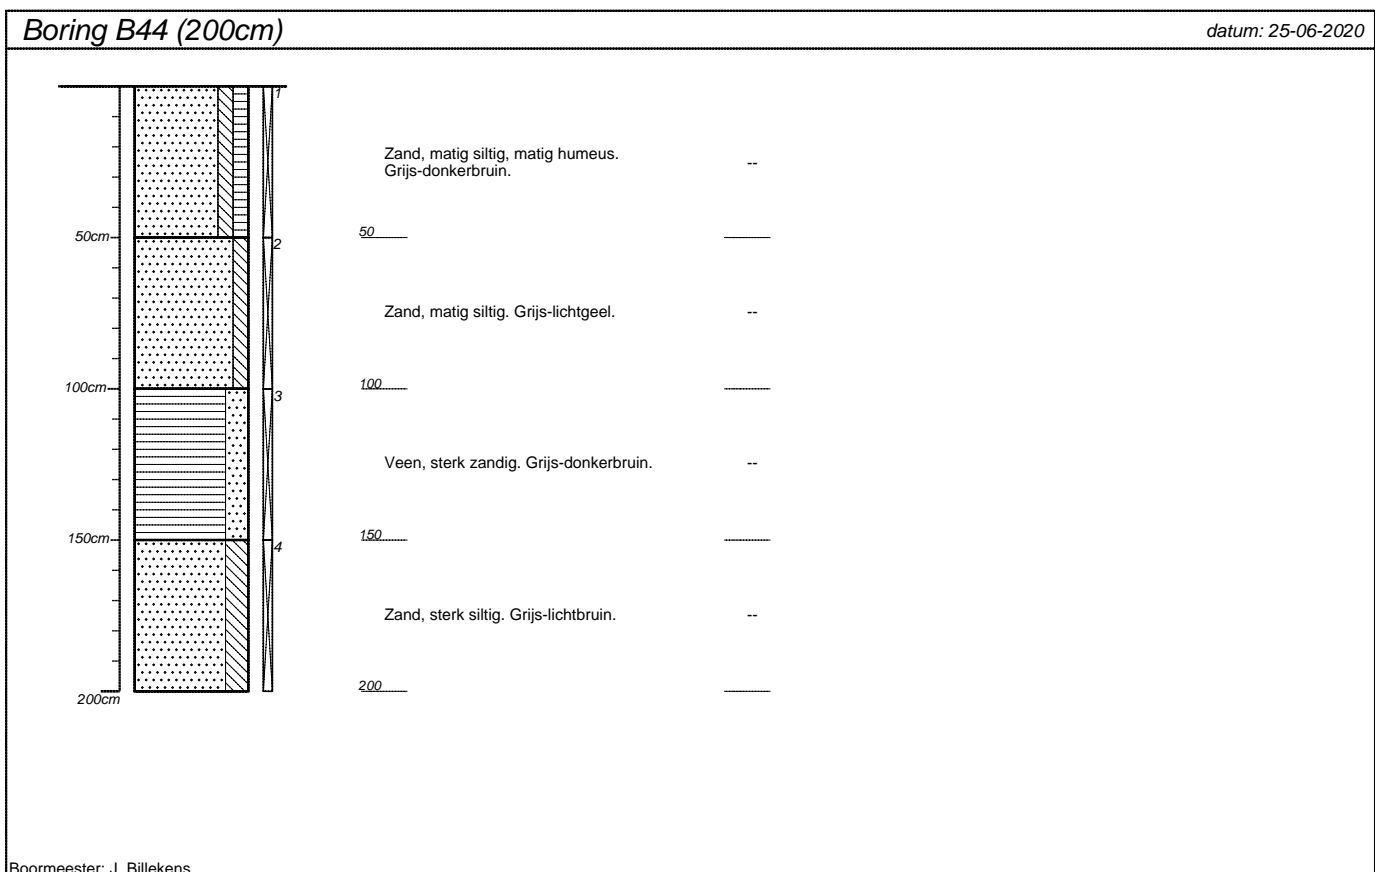 Boring B44 (200cm)
datum: 25-06-2020
1
Zand, matig siltig, matig humeus.
Grijs-donkerbruin.
--
50cm
2
50
Zand, matig siltig. Grijs-lichtgeel.
--
100cm
3
100
Veen, sterk zandig. Grijs-donkerbruin.
--
150cm
4
150
Zand, sterk siltig. Grijs-lichtbruin.
--
200cm
200
Boormeester: J. Billekens